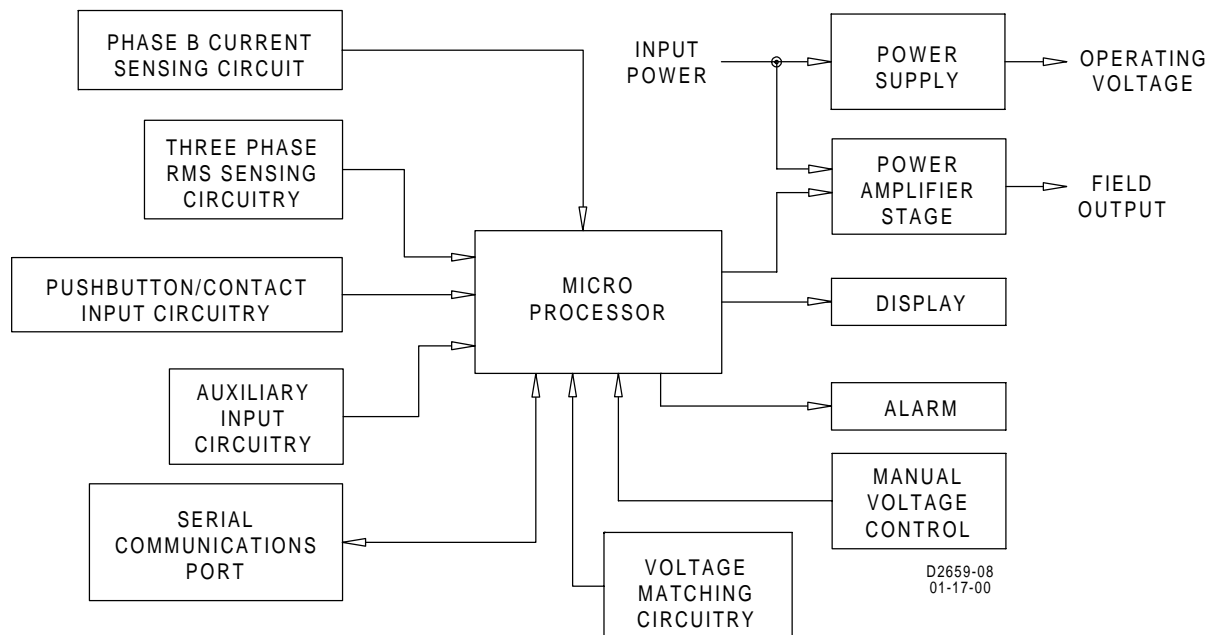 PHASE B CURRENT
SENSING CIRCUIT
INPUT
POWER
POWER
SUPPLY
OPERATING
VOLTAGE
THREE PHASE
RMS SENSING
CIRCUITRY
POWER
AMPLIFIER
STAGE
FIELD
OUTPUT
PUSHBUTTON/CONTACT
INPUT CIRCUITRY
MICRO
PROCESSOR
DISPLAY
AUXILIARY
INPUT
CIRCUITRY
ALARM
MANUAL
VOLTAGE
CONTROL
SERIAL
COMMUNICATIONS
PORT
VOLTAGE
MATCHING
CIRCUITRY
D2659-08
01-17-00